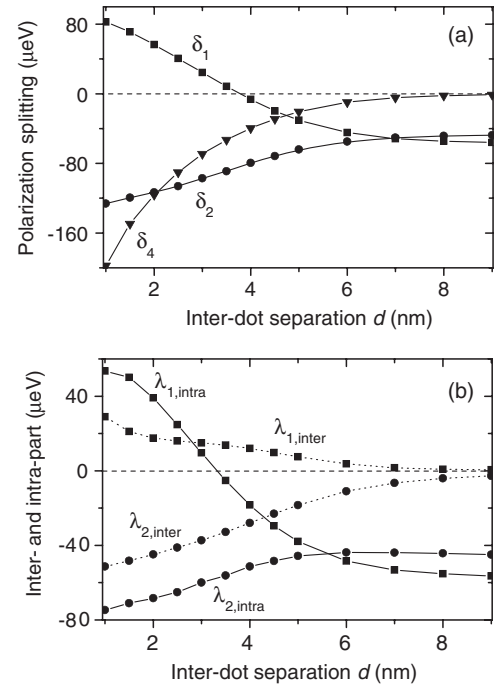 80
0
-80
-160
Polarization splitting (μeV)
(a)
δ1
δ2
δ4
2 4 6 8
Inter-dot separation d (nm)
40
0
-40
-80
Inter- and intra-part (μeV)
(b)
λ1,intra
λ1,inter
λ2,inter
λ2,intra
2 4 6 8
Inter-dot separation d (nm)